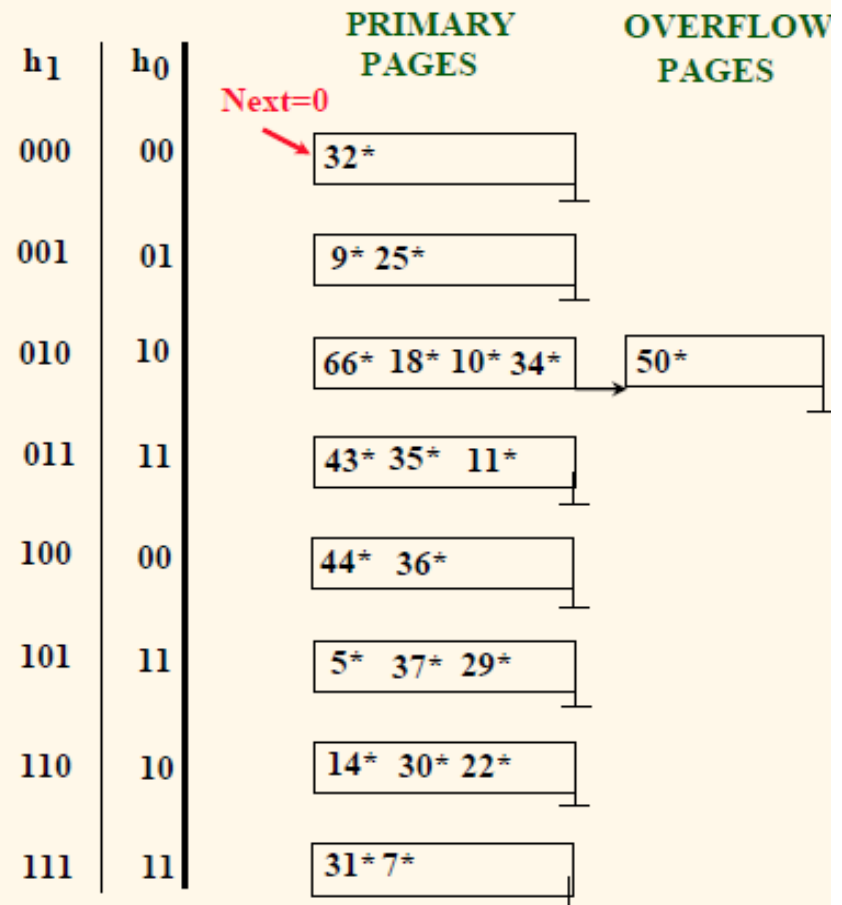 PRIMARY PAGES
OVERFLOW PAGES
h1 h0
Next=0
000 00 32*
001 01 9* 25*
010 10 66* 18* 10* 34* 50*
011 11 43* 35* 11*
100 00 44* 36*
101 11 5* 37* 29*
110 10 14* 30* 22*
111 11 31* 7*